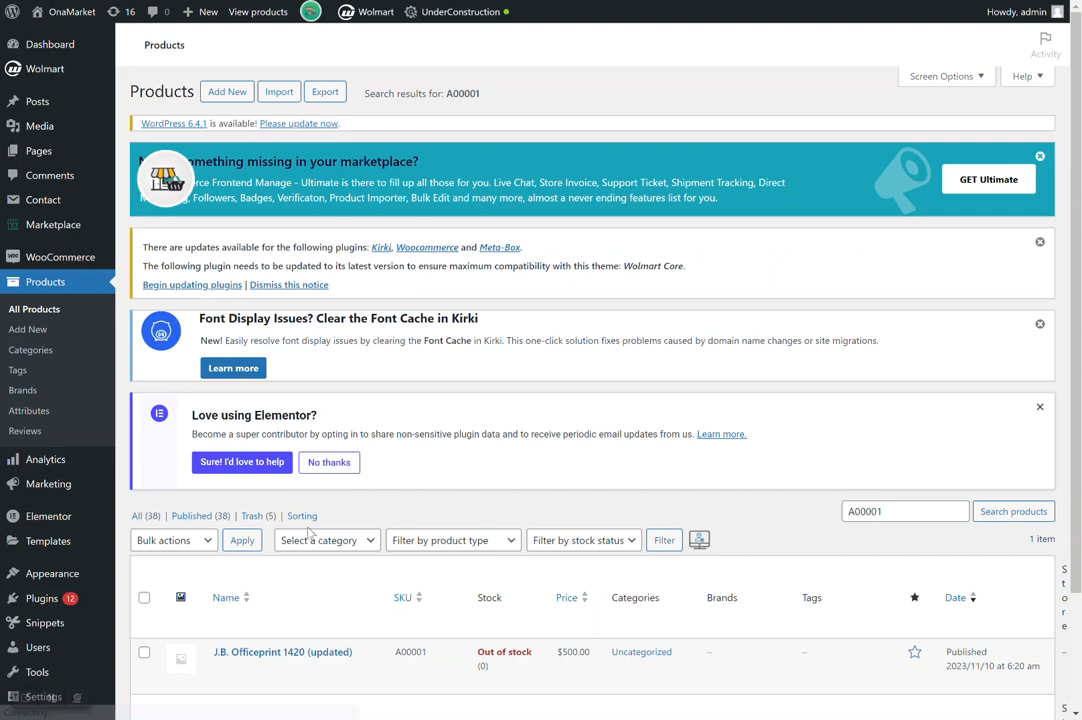 OnaMarket 16 0 New View products Wolmart UnderConstruction Howdy, admin
Dashboard
Wolmart
Posts
Media
Pages
Comments
Contact
Marketplace
WooCommerce
Products
All Products
Add New
Categories
Tags
Brands
Attributes
Reviews
Analytics
Marketing
Elementor
Templates
Appearance
Plugins 12
Snippets
Users
Tools
Settings
Connecting...
Products
Activity
Screen Options Help
Products Add New Import Export Search results for: A00001
WordPress 6.4.1 is available! Please update now.
something missing in your marketplace?
Frontend Manage - Ultimate is there to fill up all those for you. Live Chat, Store Invoice, Support Ticket, Shipment Tracking, Direct
Followers, Badges, Verificaton, Product Importer, Bulk Edit and many more, almost a never ending features list for you.
GET Ultimate
There are updates available for the following plugins: Kirki, Woocommerce and Meta-Box.
The following plugin needs to be updated to its latest version to ensure maximum compatibility with this theme: Wolmart Core.
Begin updating plugins | Dismiss this notice
Font Display Issues? Clear the Font Cache in Kirki
New! Easily resolve font display issues by clearing the Font Cache in Kirki. This one-click solution fixes problems caused by domain name changes or site migrations.
Learn more
Love using Elementor?
Become a super contributor by opting in to share non-sensitive plugin data and to receive periodic email updates from us. Learn more.
Sure! I'd love to help No thanks
All (38) | Published (38) | Trash (5) | Sorting
A00001 Search products
Bulk actions Apply Select a category Filter by product type Filter by stock status Filter 1 item
Name SKU Stock Price Categories Brands Tags Date Store
J.B. Officeprint 1420 (updated) A00001 Out of stock $500.00 Uncategorized – – Published –
(0) 2023/11/10 at 6:20 am
S